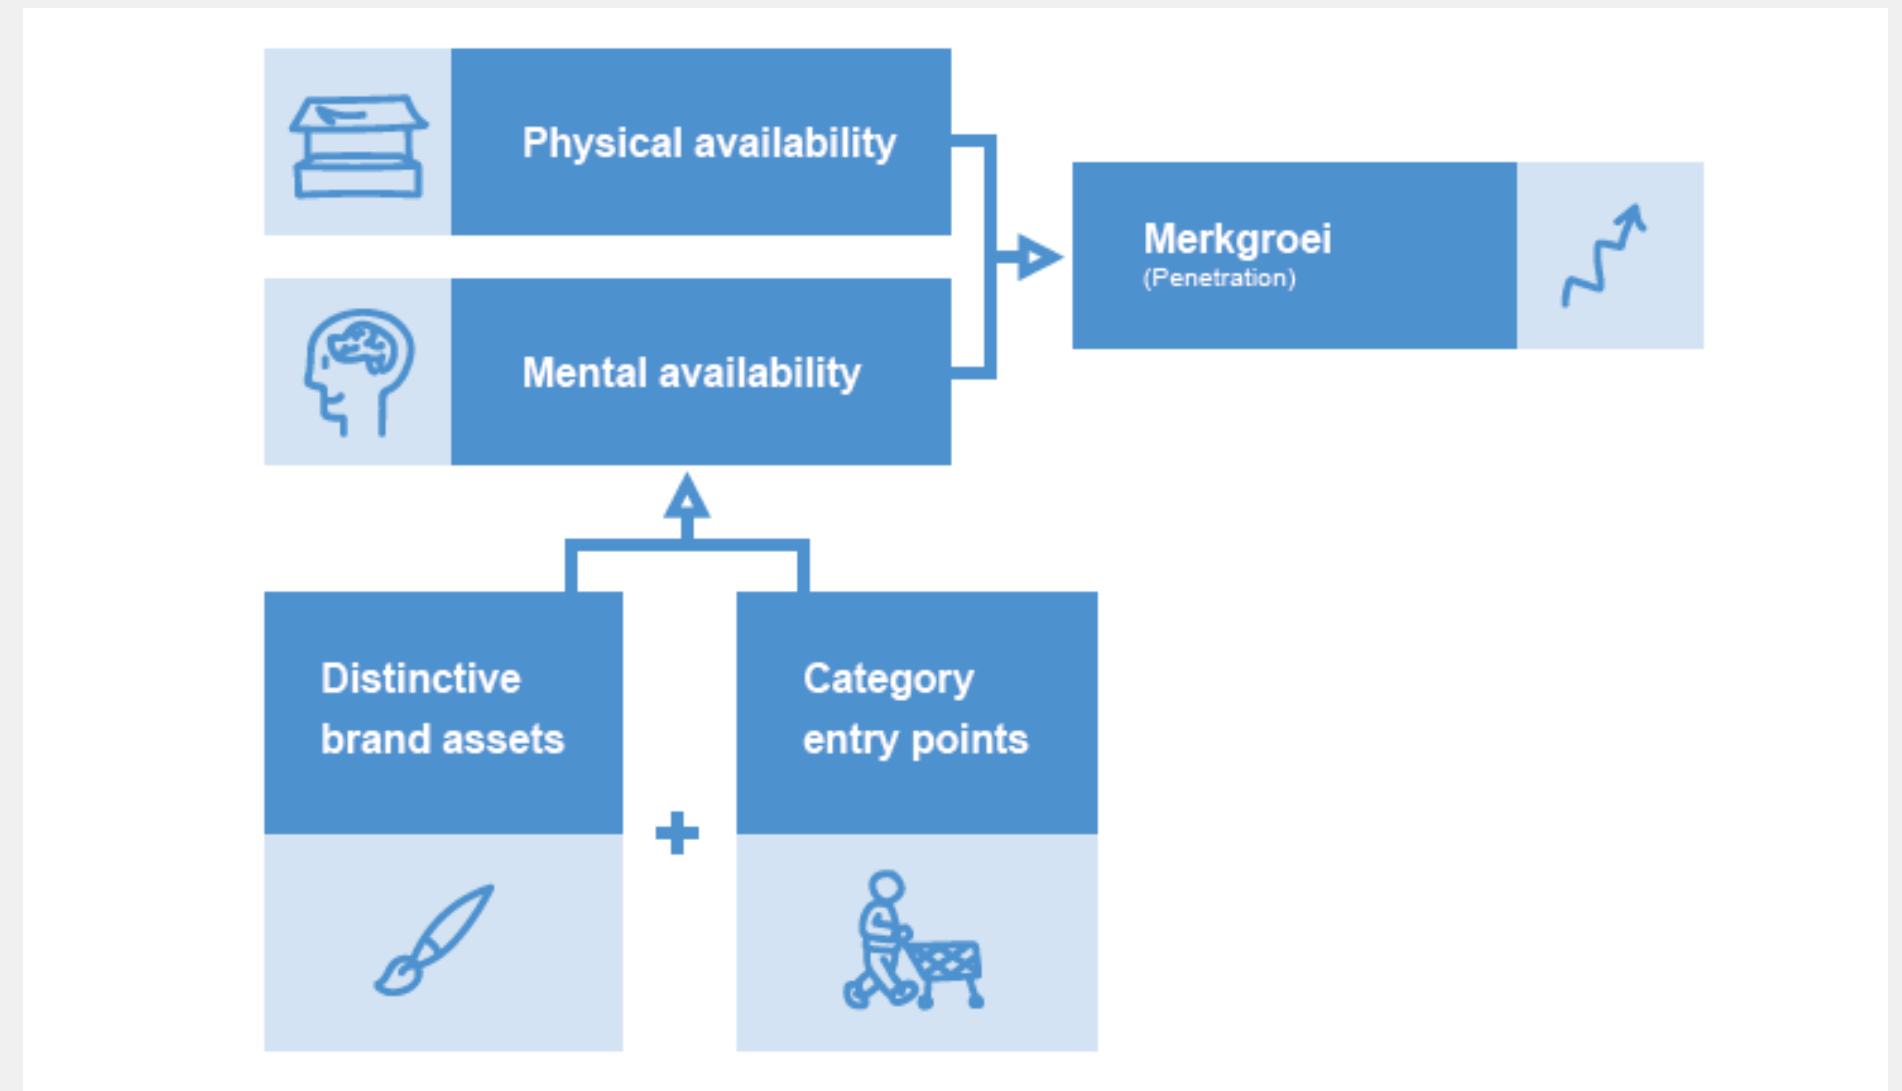 Physical availability
Mental availability
Merkgroei
(Penetration)
Distinctive
brand assets
Category
entry points